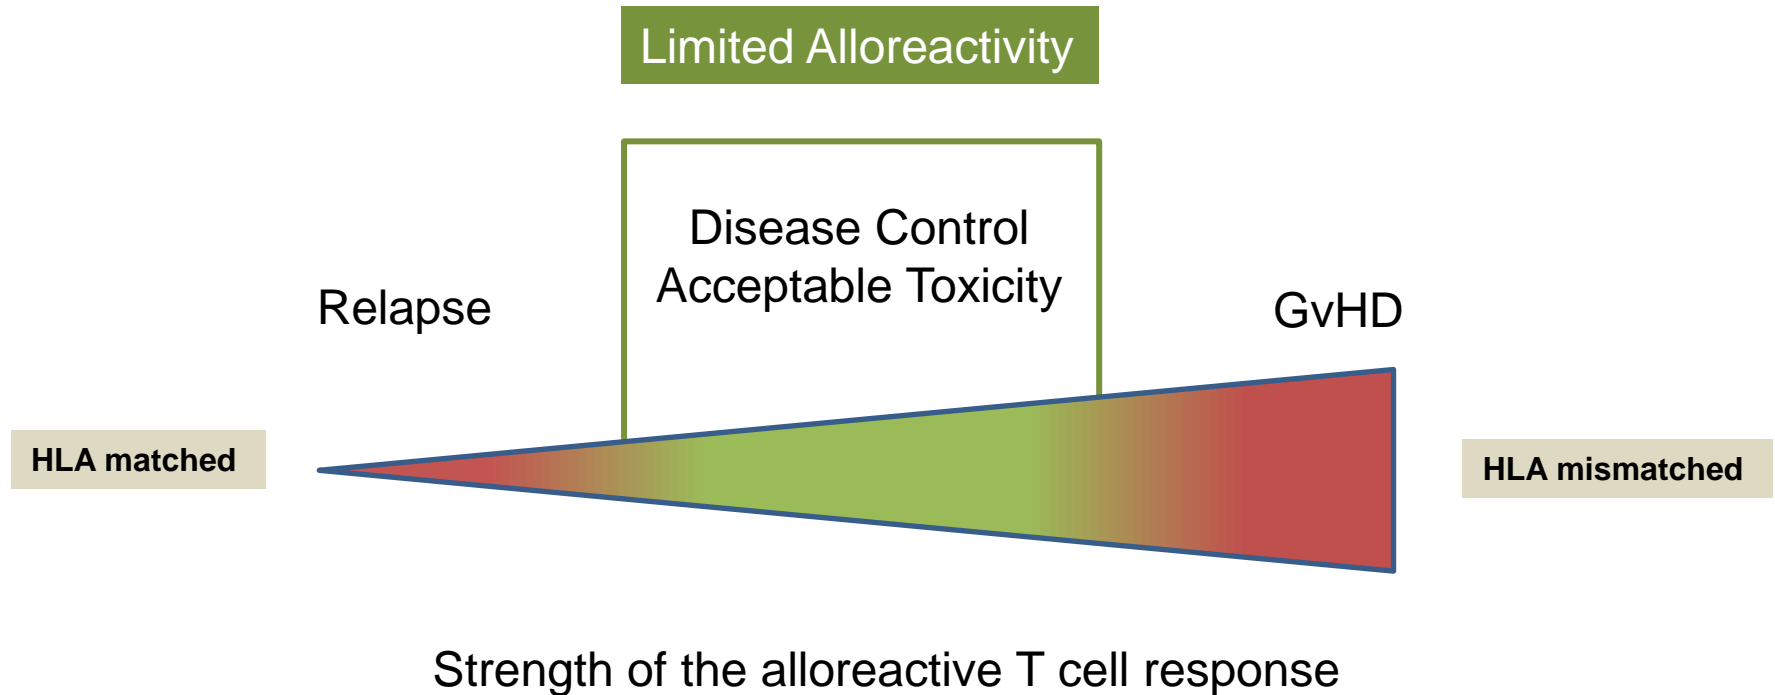 Limited Alloreactivity
Disease Control
Acceptable Toxicity
Relapse
GvHD
HLA matched
HLA mismatched
Strength of the alloreactive T cell response